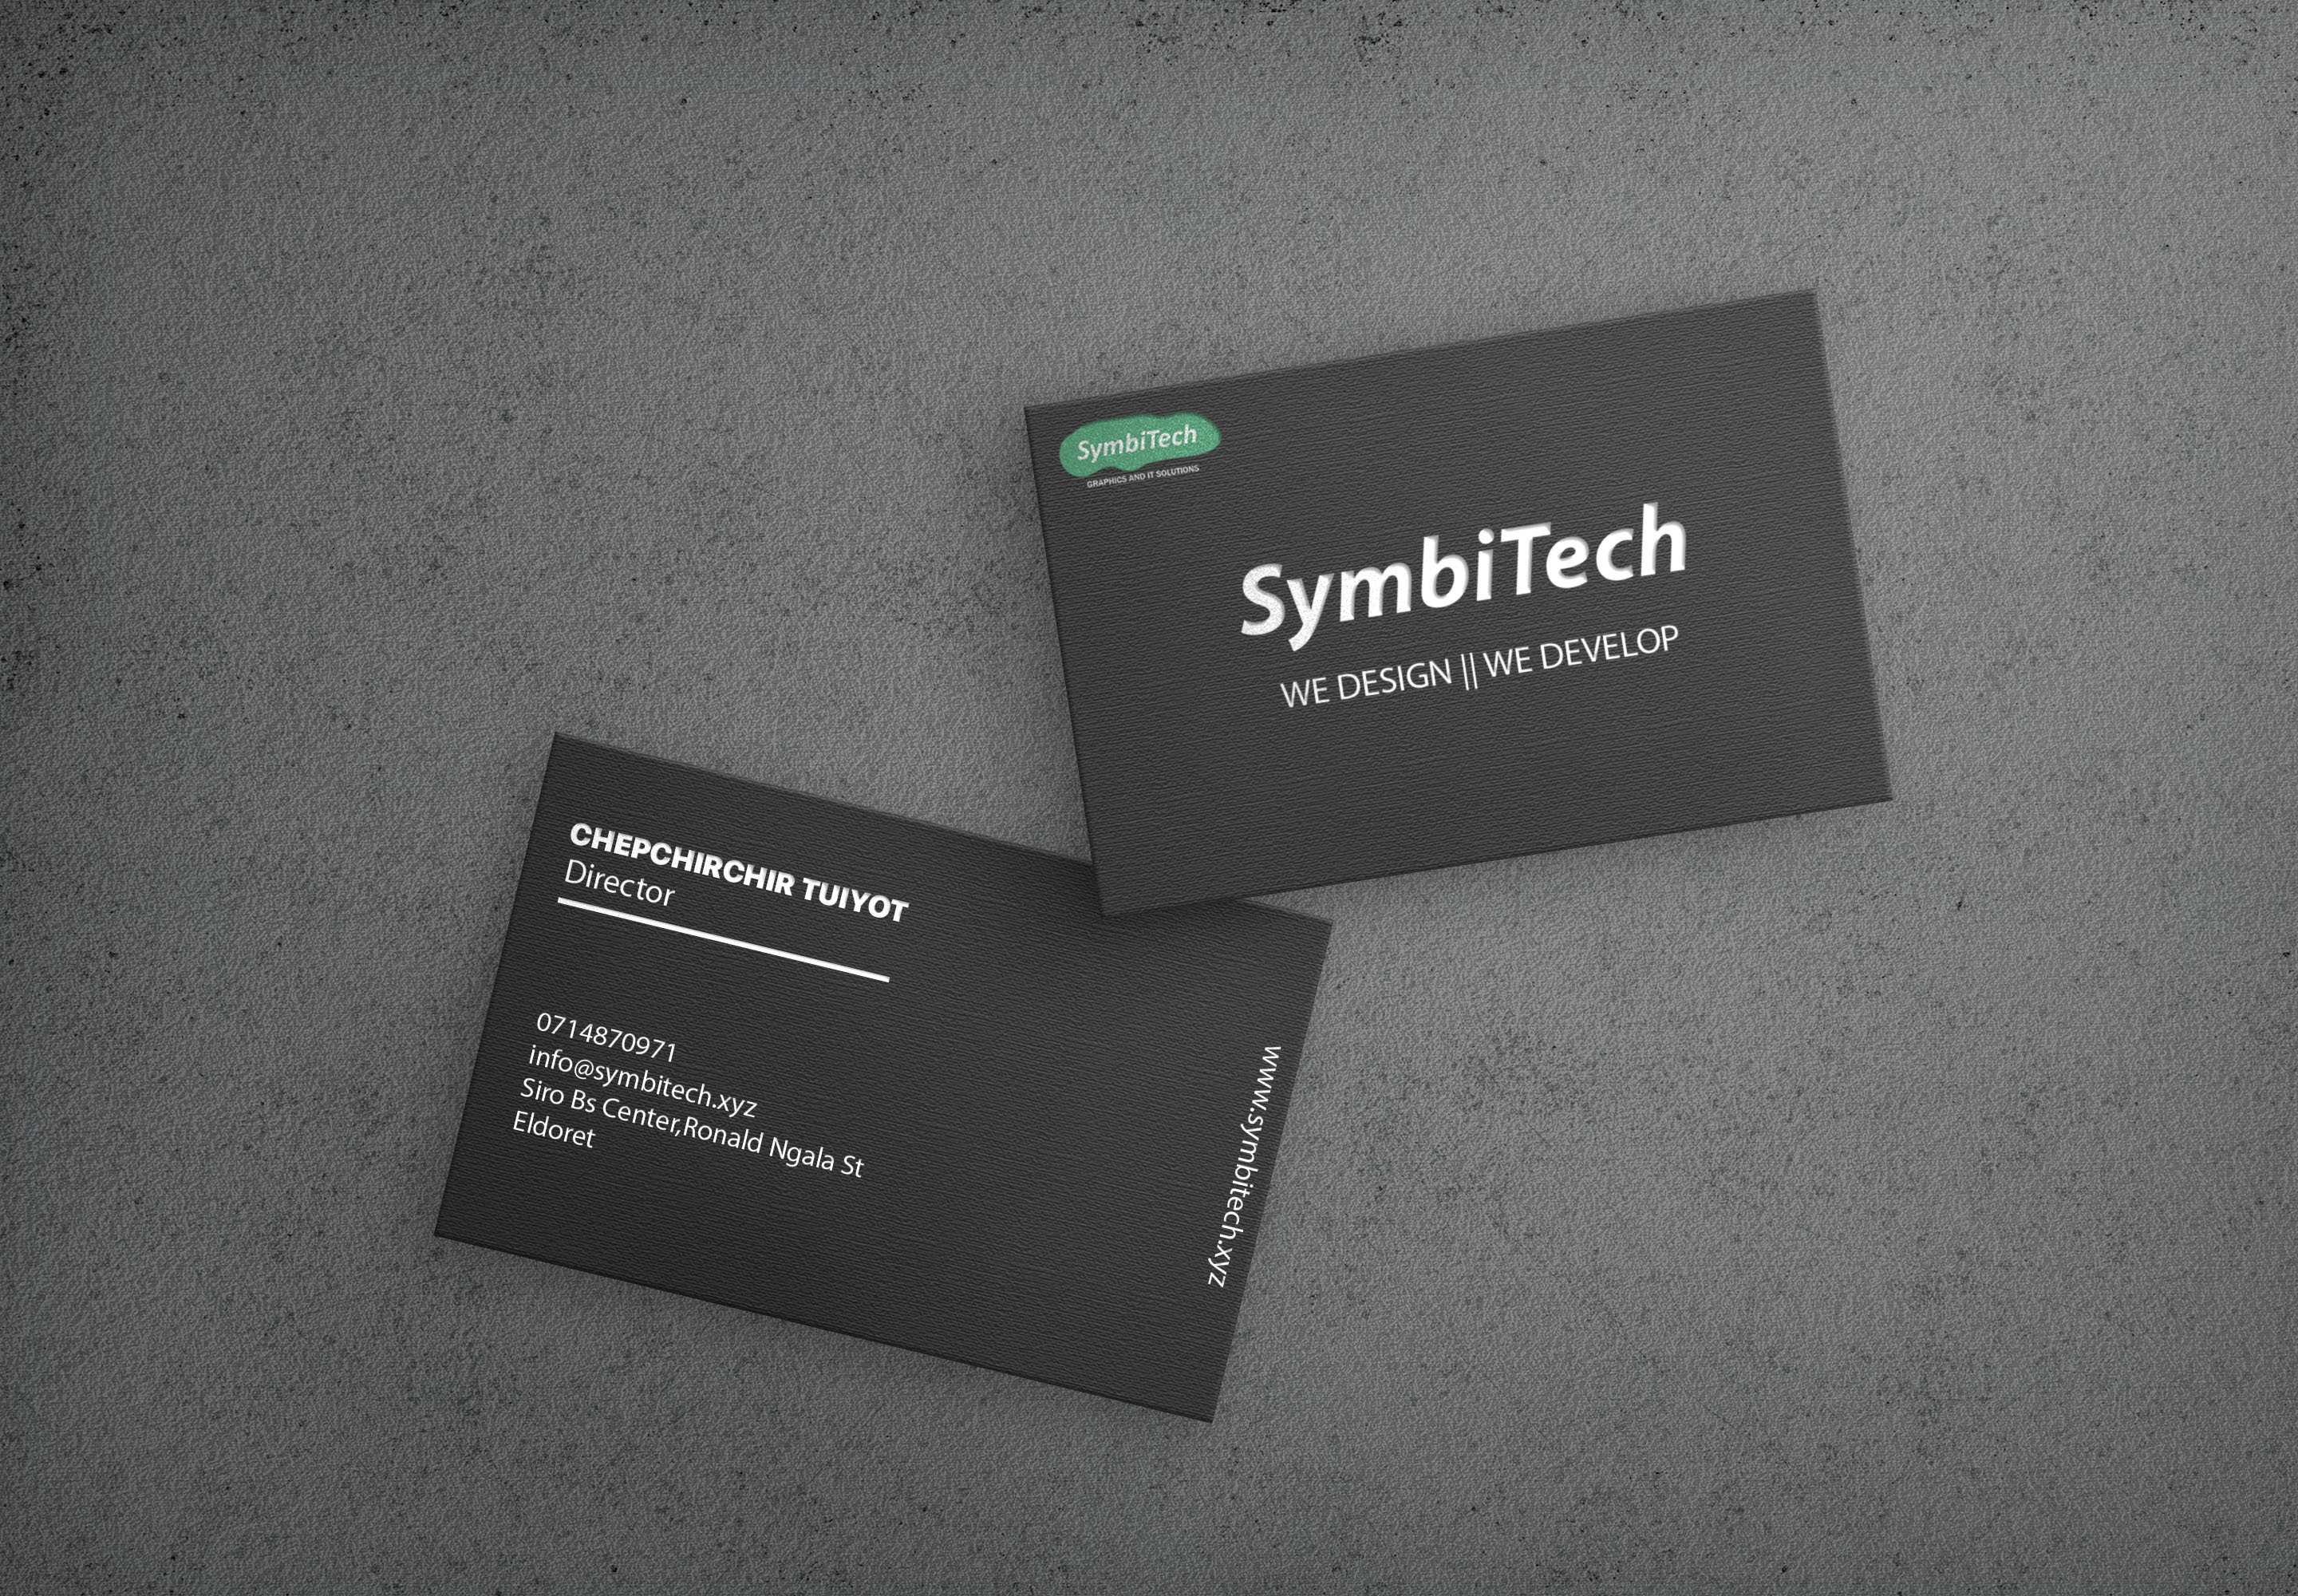 SymbiTech
GRAPHICS AND IT SOLUTIONS
SymbiTech
WE DESIGN || WE DEVELOP
CHEPCHIRCHIR TUIYOT
Director
0714870971
info@symbitech.xyz
Siro Bs Center,Ronald Ngala St
Eldoret
www.symbitech.xyz